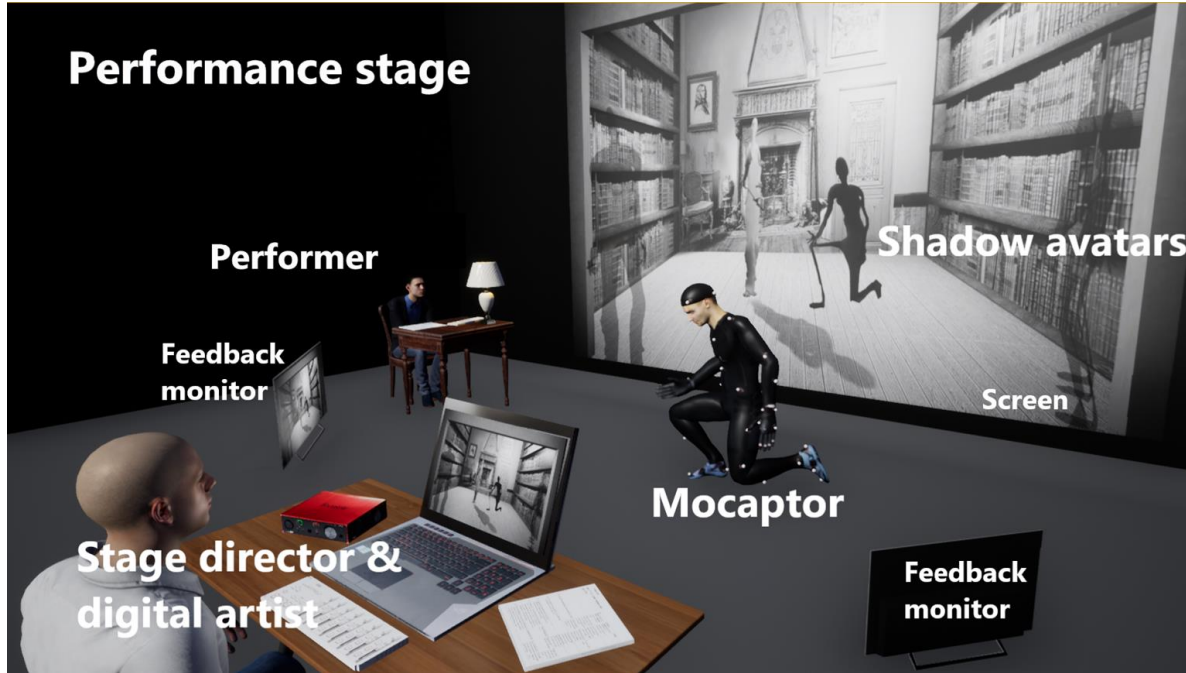 Performance stage
Performer
Shadow avatars
Feedback
monitor
Screen
Mocaptor
Stage director &
digital artist
Feedback
monitor